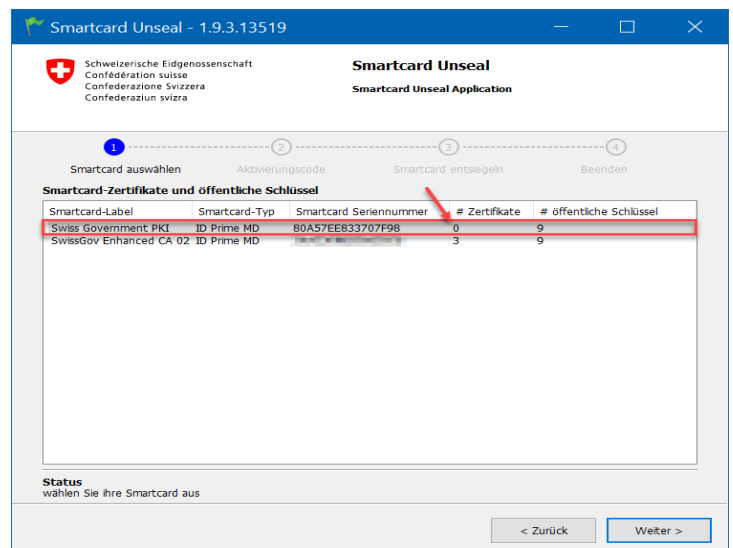 Smartcard Unseal - 1.9.3.13519
Schweizerische Eidgenossenschaft
Confédération suisse
Confederazione Svizzera
Confederaziun svizra
Smartcard Unseal
Smartcard Unseal Application
1 2 3 4
Smartcard auswählen Aktivierungscode Smartcard entsiegeln Beenden
Smartcard-Zertifikate und öffentliche Schlüssel
Smartcard-Label Smartcard-Typ Smartcard Seriennummer # Zertifikate # öffentliche Schlüssel
Swiss Government PKI ID Prime MD 80A57EE833707F98 0 9
SwissGov Enhanced CA 02 ID Prime MD 3 9
Status
wählen Sie ihre Smartcard aus
< Zurück Weiter >